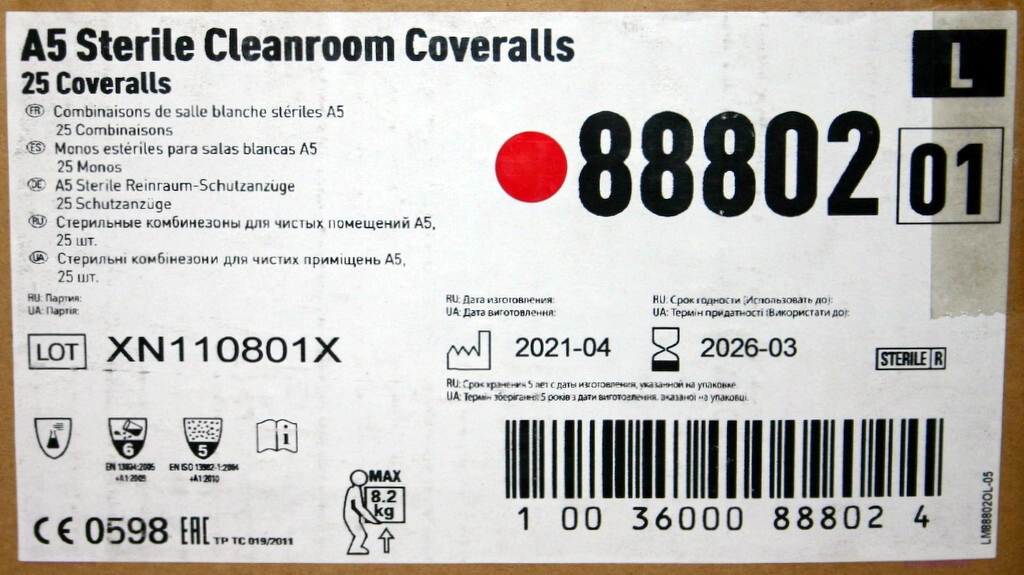 A5 Sterile Cleanroom Coveralls
25 Coveralls
L
FR Combinaisons de salle blanche stériles A5
25 Combinaisons
ES Monos estériles para salas blancas A5
25 Monos
DE A5 Sterile Reinraum-Schutzanzüge
25 Schutzanzüge
RU Стерильные комбинезоны для чистых помещений A5,
25 шт.
UA Стерильні комбінезони для чистих приміщень A5,
25 шт.
88802
01
RU: Партия:
UA: Партія:
LOT XN110801X
RU: Дата изготовления:
UA: Дата виготовлення:
2021-04
RU: Срок годности (Использовать до):
UA: Термін придатності (Використати до):
2026-03
STERILE R
RU: Срок хранения 5 лет с даты изготовления, указанной на упаковке.
UA: Термін зберігання: 5 років з дати виготовлення, вказаної на упаковці.
6
EN 13034:2005
+A1:2009
5
EN ISO 13982-1:2004
+A1:2010
i
MAX
8.2
kg
CE 0598 EAC TP TC 019/2011
1 00 36000 88802 4
LM88802OL-05